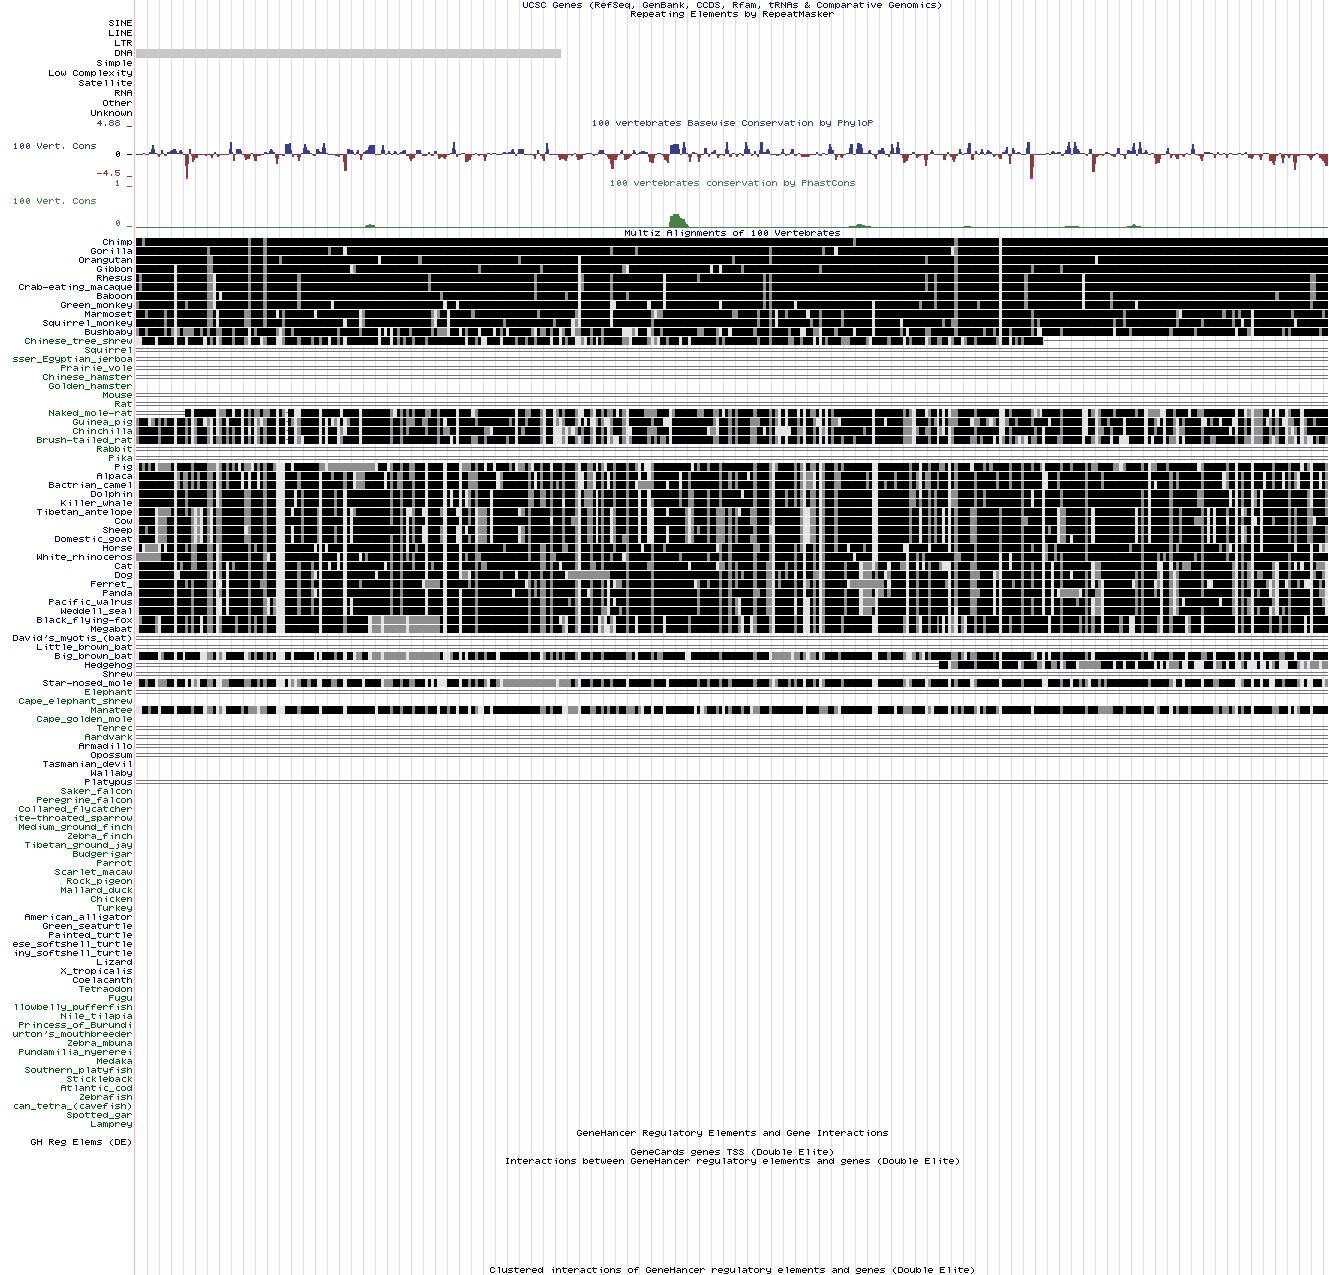 UCSC Genes (RefSeq, GenBank, CCDS, Rfam, tRNAs & Comparative Genomics)
Repeating Elements by RepeatMasker
SINE
LINE
LTR
DNA
Simple
Low Complexity
Satellite
RNA
Other
Unknown
4.88 _
100 vertebrates Basewise Conservation by PhyloP
100 Vert. Cons
0 -
-4.5 _
1 _
100 vertebrates conservation by PhastCons
100 Vert. Cons
0 _
Multiz Alignments of 100 Vertebrates
Chimp
Gorilla
Orangutan
Gibbon
Rhesus
Crab-eating_macaque
Baboon
Green_monkey
Marmoset
Squirrel_monkey
Bushbaby
Chinese_tree_shrew
Squirrel
sser_Egyptian_jerboa
Prairie_vole
Chinese_hamster
Golden_hamster
Mouse
Rat
Naked_mole-rat
Guinea_pig
Chinchilla
Brush-tailed_rat
Rabbit
Pika
Pig
Alpaca
Bactrian_camel
Dolphin
Killer_whale
Tibetan_antelope
Cow
Sheep
Domestic_goat
Horse
White_rhinoceros
Cat
Dog
Ferret_
Panda
Pacific_walrus
Weddell_seal
Black_flying-fox
Megabat
David's_myotis_(bat)
Little_brown_bat
Big_brown_bat
Hedgehog
Shrew
Star-nosed_mole
Elephant
Cape_elephant_shrew
Manatee
Cape_golden_mole
Tenrec
Aardvark
Armadillo
Opossum
Tasmanian_devil
Wallaby
Platypus
Saker_falcon
Peregrine_falcon
Collared_flycatcher
ite-throated_sparrow
Medium_ground_finch
Zebra_finch
Tibetan_ground_jay
Budgerigar
Parrot
Scarlet_macaw
Rock_pigeon
Mallard_duck
Chicken
Turkey
American_alligator
Green_seaturtle
Painted_turtle
ese_softshell_turtle
iny_softshell_turtle
Lizard
X_tropicalis
Coelacanth
Tetraodon
Fugu
llowbelly_pufferfish
Nile_tilapia
Princess_of_Burundi
urton's_mouthbreeder
Zebra_mbuna
Pundamilia_nyererei
Medaka
Southern_platyfish
Stickleback
Atlantic_cod
Zebrafish
can_tetra_(cavefish)
Spotted_gar
Lamprey
GeneHancer Regulatory Elements and Gene Interactions
GH Reg Elems (DE)
GeneCards genes TSS (Double Elite)
Interactions between GeneHancer regulatory elements and genes (Double Elite)
Clustered interactions of GeneHancer regulatory elements and genes (Double Elite)